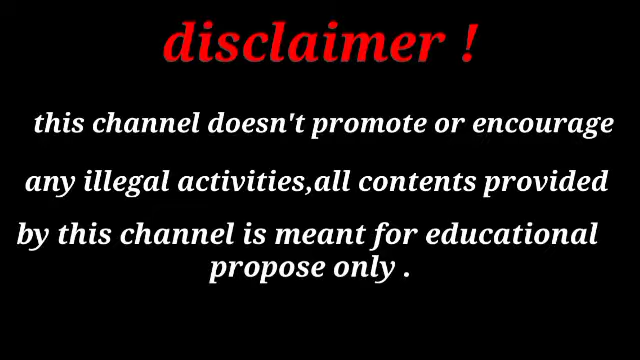 disclaimer !
this channel doesn't promote or encourage
any illegal activities,all contents provided
by this channel is meant for educational
propose only .